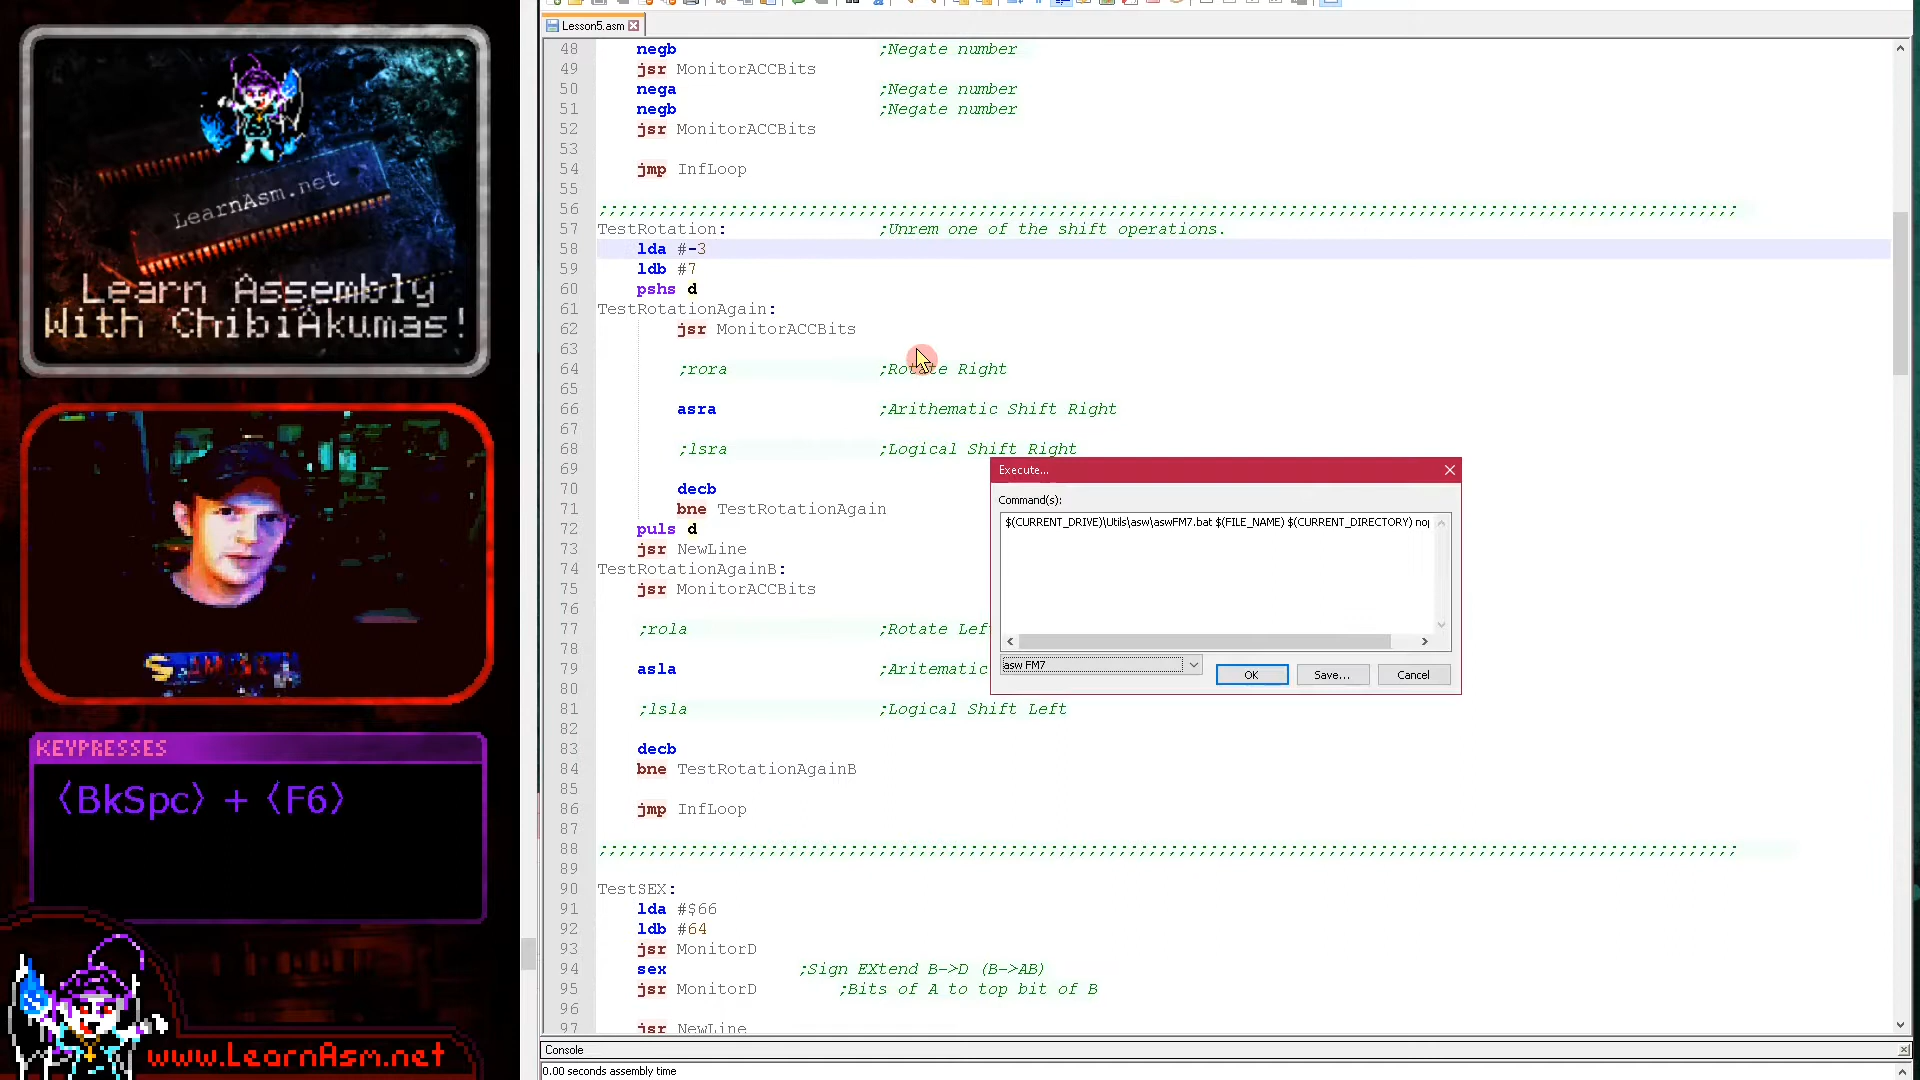 LearnAsm.net
Learn Assembly
With ChibiAkumas!
KEYPRESSES
〈BkSpc〉 + 〈F6〉
www.LearnAsm.net
Lesson5.asm
48 negb ;Negate number
49 jsr MonitorACCBits
50 nega ;Negate number
51 negb ;Negate number
52 jsr MonitorACCBits
53
54 jmp InfLoop
55
56
57 TestRotation: ;Unrem one of the shift operations.
58 lda #-3
59 ldb #7
60 pshs d
61 TestRotationAgain:
62 jsr MonitorACCBits
63
64 ;rora ;Rotate Right
65
66 asra ;Arithematic Shift Right
67
68 ;lsra ;Logical Shift Right
69
70 decb
71 bne TestRotationAgain
72 puls d
73 jsr NewLine
74 TestRotationAgainB:
75 jsr MonitorACCBits
76
77 ;rola ;Rotate Lef
78
79 asla ;Aritematic
80
81 ;lsla ;Logical Shift Left
82
83 decb
84 bne TestRotationAgainB
85
86 jmp InfLoop
87
88
89
90 TestSEX:
91 lda #$66
92 ldb #64
93 jsr MonitorD
94 sex ;Sign EXtend B->D (B->AB)
95 jsr MonitorD ;Bits of A to top bit of B
96
97 jsr NewLine
Execute...
Command(s):
$(CURRENT_DRIVE)\Utils\asw\aswFM7.bat $(FILE_NAME) $(CURRENT_DIRECTORY) no
asw FM7
OK
Save...
Cancel
Console
0.00 seconds assembly time